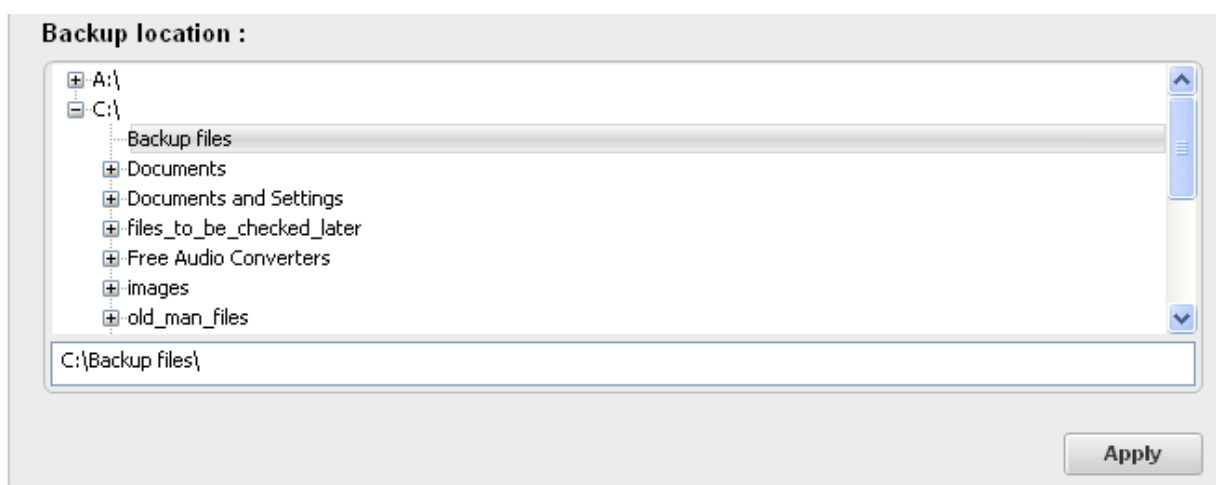 Backup location :
A:\
C:\
Backup files
Documents
Documents and Settings
files_to_be_checked_later
Free Audio Converters
images
old_man_files
C:\Backup files\
Apply